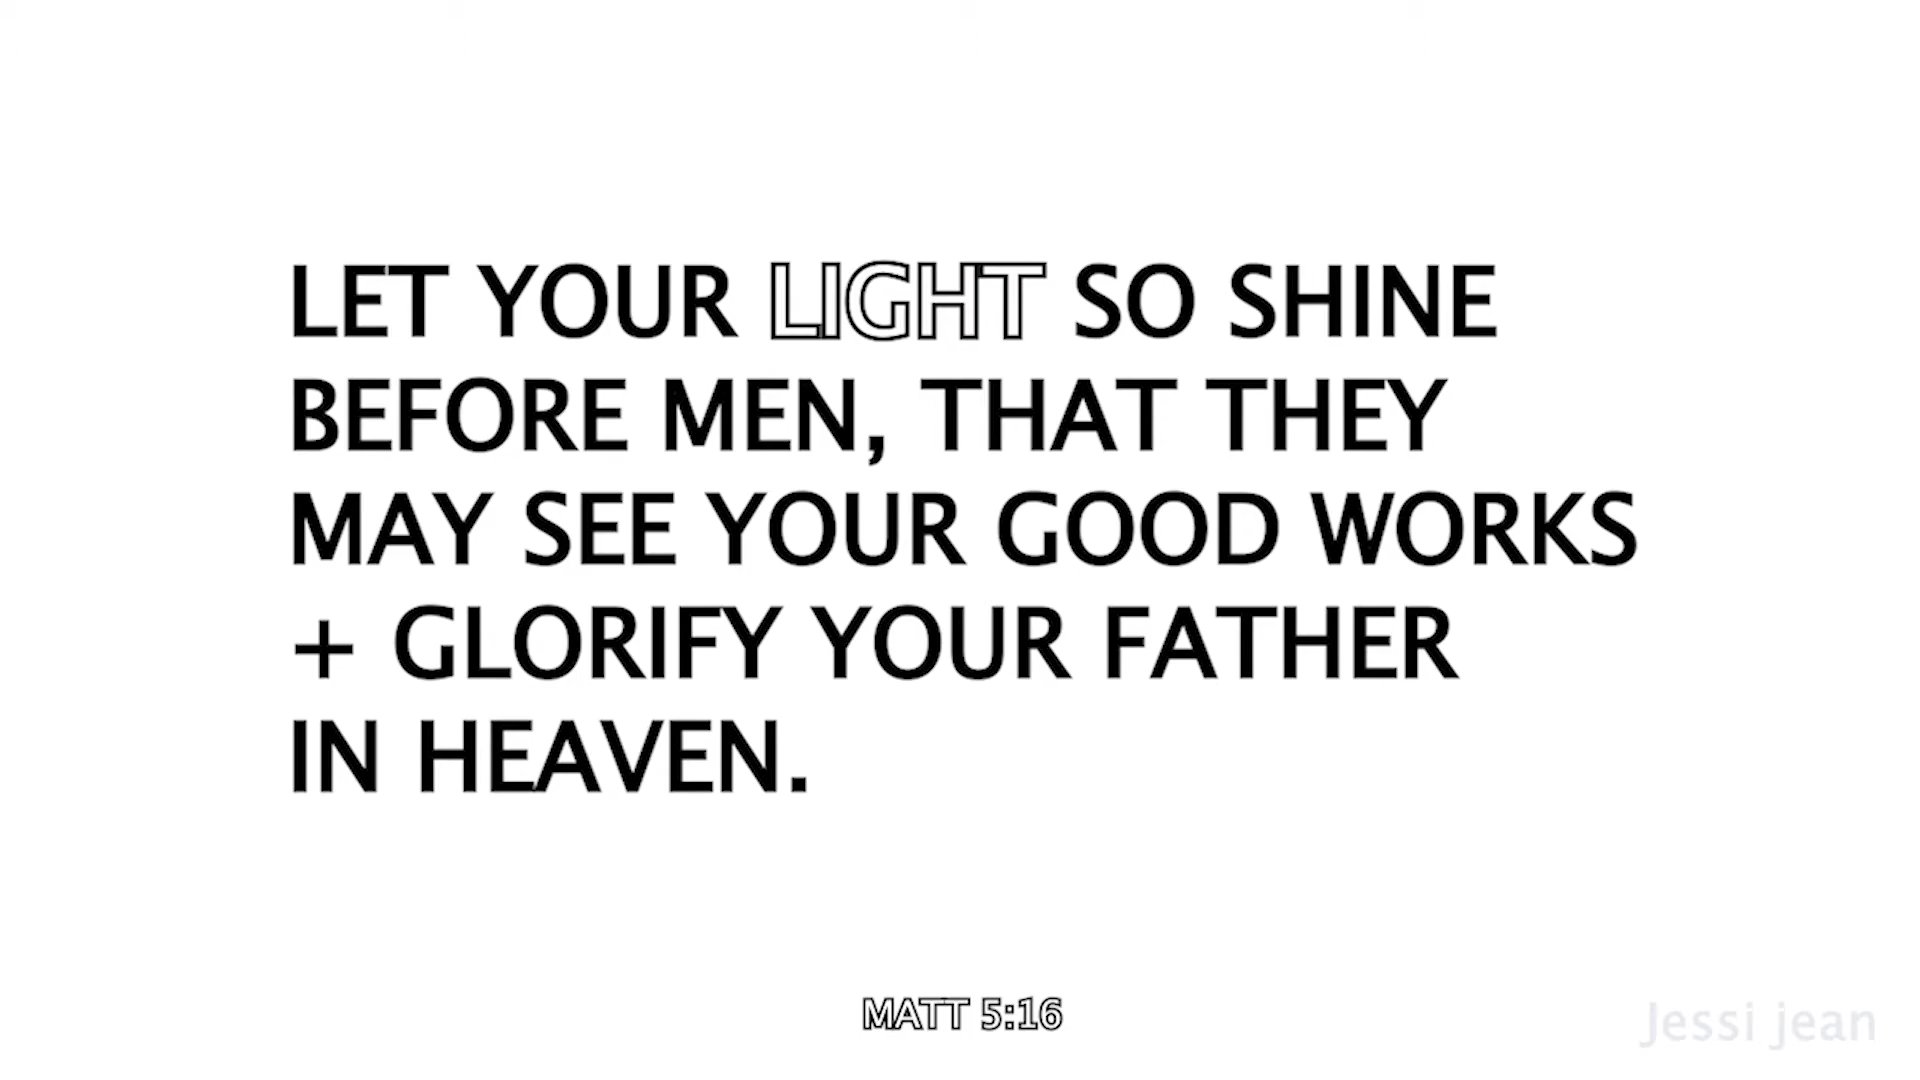 LET YOUR LIGHT SO SHINE
BEFORE MEN, THAT THEY
MAY SEE YOUR GOOD WORKS
+ GLORIFY YOUR FATHER
IN HEAVEN.
MATT 5:16
Jessi jean